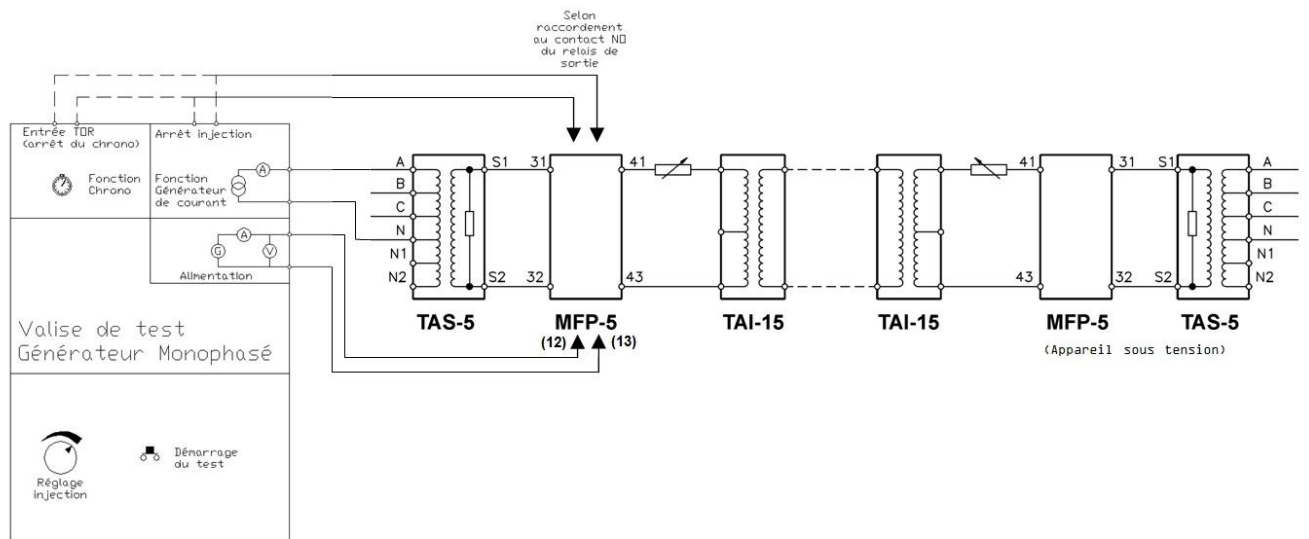 Selon
raccordement
au contact NO
du relais de
sortie
Entrée TOR
(arrêt du chrono)
Arrêt injection
Fonction
Chrono
Fonction
Générateur
de courant
A
G
A
V
Alimentation
Valise de test
Générateur Monophasé
Réglage
injection
Démarrage
du test
A
B
C
N
N1
N2
S1
S2
TAS-5
31
32
41
43
MFP-5
(12)
(13)
TAI-15
TAI-15
41
43
31
32
MFP-5
(Appareil sous tension)
S1
S2
TAS-5
A
B
C
N
N1
N2